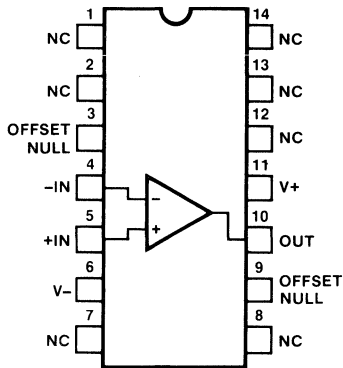 1
14
NC
NC
2
13
NC
NC
3
12
OFFSET
NULL
NC
4
11
−IN
V+
−
5
10
+IN
+
OUT
6
9
V−
OFFSET
NULL
7
8
NC
NC